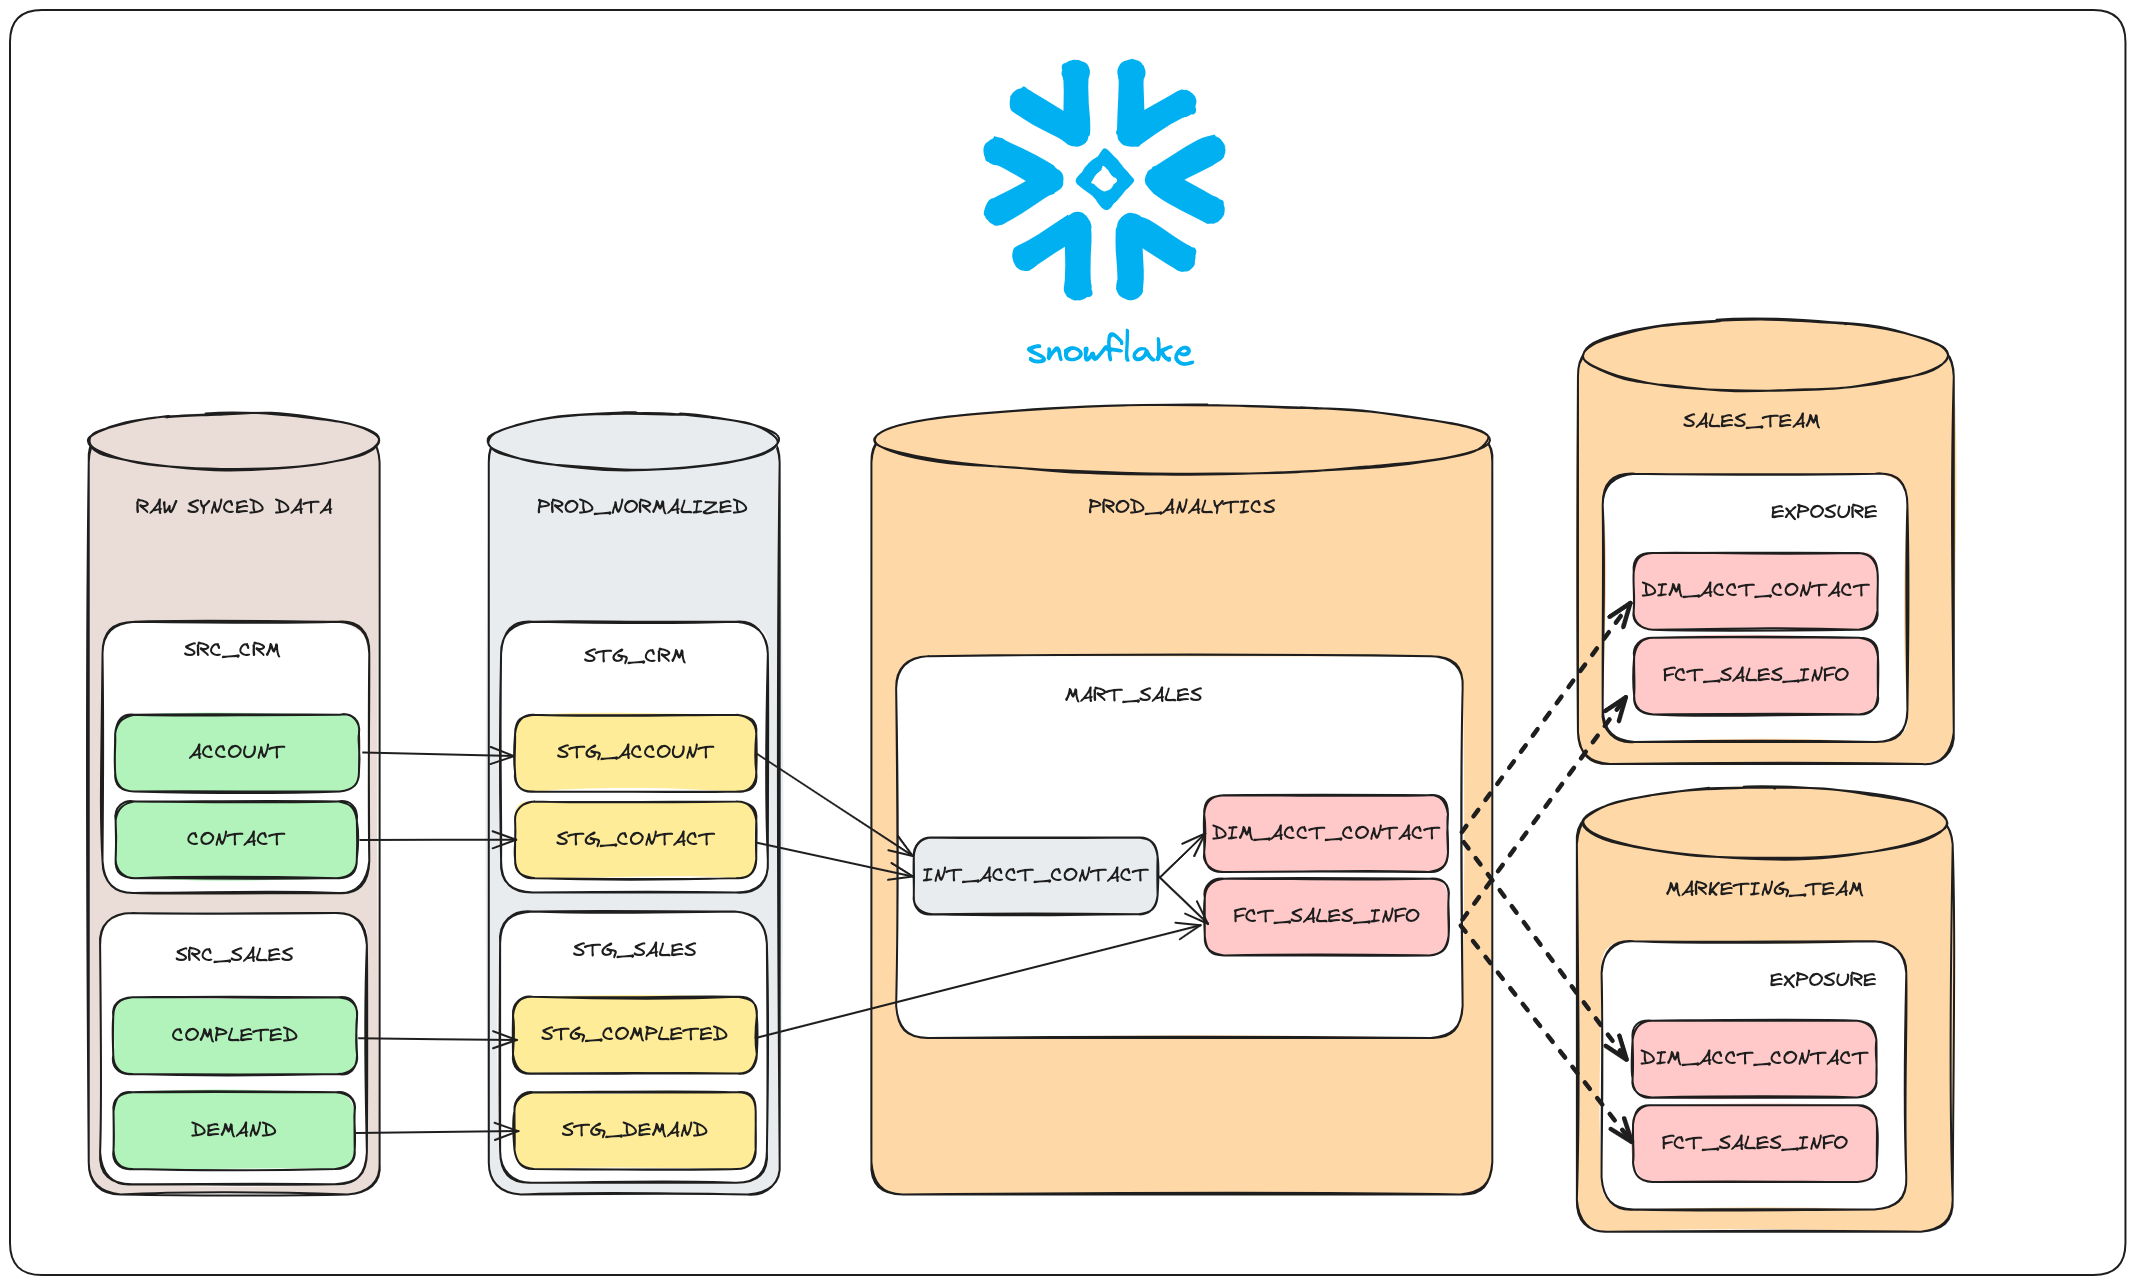 snowflake
RAW SYNCED DATA
SRC_CRM
ACCOUNT
CONTACT
SRC_SALES
COMPLETED
DEMAND
PROD_NORMALIZED
STG_CRM
STG_ACCOUNT
STG_CONTACT
STG_SALES
STG_COMPLETED
STG_DEMAND
PROD_ANALYTICS
MART_SALES
INT_ACCT_CONTACT
DIM_ACCT_CONTACT
FCT_SALES_INFO
SALES_TEAM
EXPOSURE
DIM_ACCT_CONTACT
FCT_SALES_INFO
MARKETING_TEAM
EXPOSURE
DIM_ACCT_CONTACT
FCT_SALES_INFO